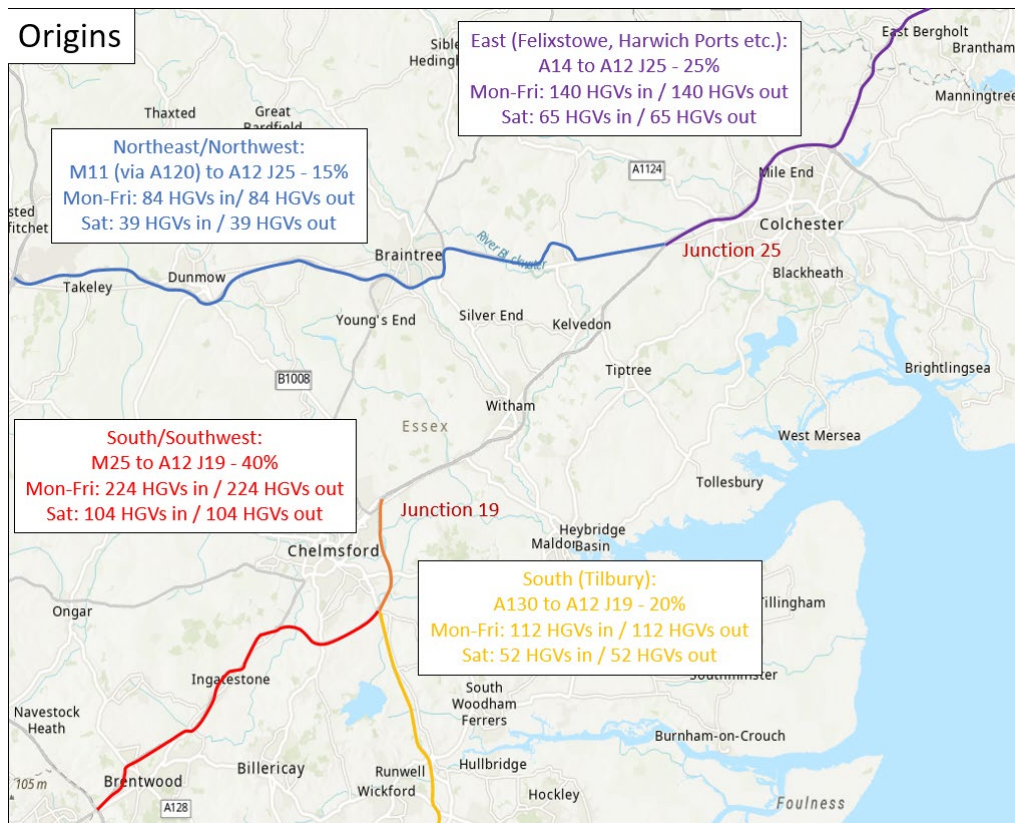 Origins
East (Felixstowe, Harwich Ports etc.):
A14 to A12 J25 - 25%
Mon-Fri: 140 HGVs in / 140 HGVs out
Sat: 65 HGVs in / 65 HGVs out
East Bergholt
Brantham
Manningtree
Thaxted
Great
Northeast/Northwest:
M11 (via A120) to A12 J25 - 15%
Mon-Fri: 84 HGVs in/ 84 HGVs out
Sat: 39 HGVs in / 39 HGVs out
A1124
Mile End
Colchester
Junction 25
Blackheath
Braintree
River
Takeley
Dunmow
Young's End
Silver End
Kelvedon
Tiptree
Brightlingsea
B1008
Witham
Essex
West Mersea
Tollesbury
South/Southwest:
M25 to A12 J19 - 40%
Mon-Fri: 224 HGVs in / 224 HGVs out
Sat: 104 HGVs in / 104 HGVs out
Junction 19
Chelmsford
Heybridge
Basin
Maldon
South (Tilbury):
A130 to A12 J19 - 20%
Mon-Fri: 112 HGVs in / 112 HGVs out
Sat: 52 HGVs in / 52 HGVs out
Tillingham
Ongar
Ingatestone
Southminster
South
Woodham
Ferrers
Navestock
Heath
Burnham-on-Crouch
Brentwood
Billericay
Runwell
Wickford
Hullbridge
Hockley
Foulness
105 m
A128